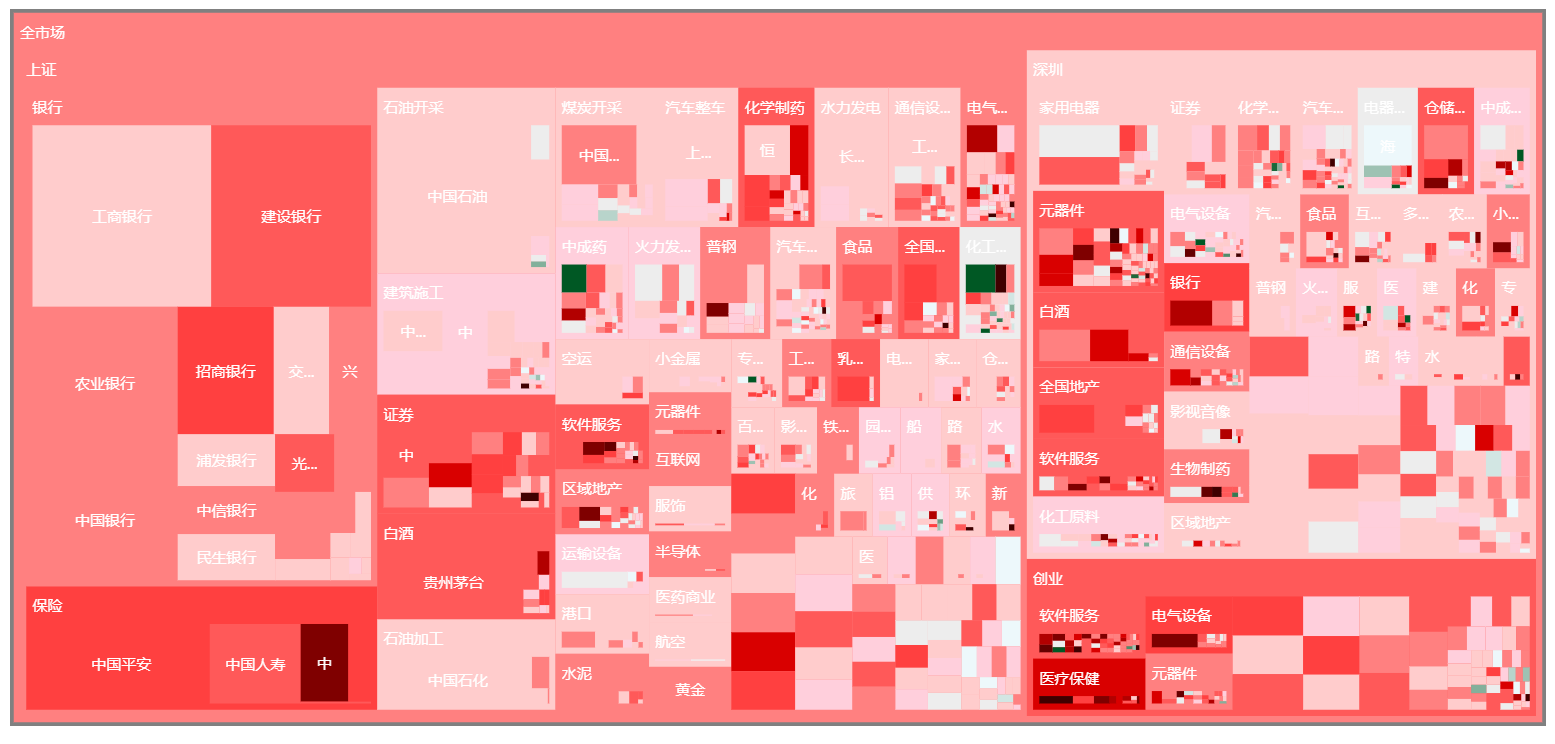 全市场
上证
银行
工商银行
建设银行
农业银行
招商银行
交...
兴
浦发银行
光...
中国银行
中信银行
民生银行
保险
中国平安
中国人寿
中
石油开采
中国石油
建筑施工
中...
中
证券
中
白酒
贵州茅台
石油加工
中国石化
煤炭开采
中国...
汽车整车
上...
化学制药
恒
水力发电
长...
通信设...
工...
电气...
中成药
火力发...
普钢
汽车...
食品
全国...
化工...
空运
小金属
专...
工...
乳...
电...
家...
仓...
软件服务
元器件
百...
影...
铁...
园...
船
路
水
互联网
区域地产
服饰
化
旅
铝
供
环
新
运输设备
半导体
医
港口
医药商业
航空
水泥
黄金
深圳
家用电器
证券
化学...
汽车...
电器...
仓储...
中成...
元器件
电气设备
汽...
食品
互...
多...
农...
小...
银行
普钢
火...
服
医
建
化
专
白酒
通信设备
路
特
水
全国地产
影视音像
软件服务
生物制药
化工原料
区域地产
创业
软件服务
电气设备
医疗保健
元器件